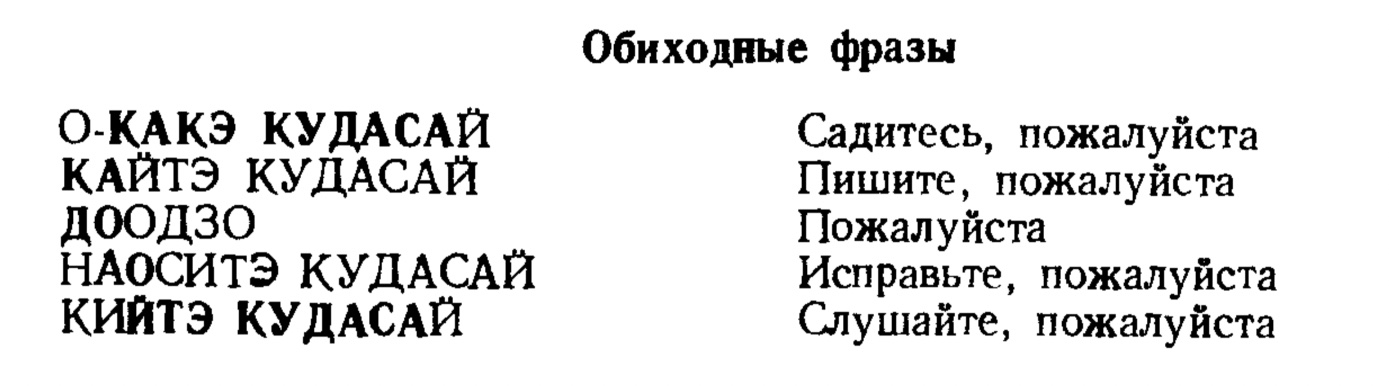 Обиходные фразы
О-КАКЭ КУДАСАЙ Садитесь, пожалуйста
КАЙТЭ КУДАСАЙ Пишите, пожалуйста
ДООДЗО Пожалуйста
НАОСИТЭ КУДАСАЙ Исправьте, пожалуйста
КИЙТЭ КУДАСАЙ Слушайте, пожалуйста